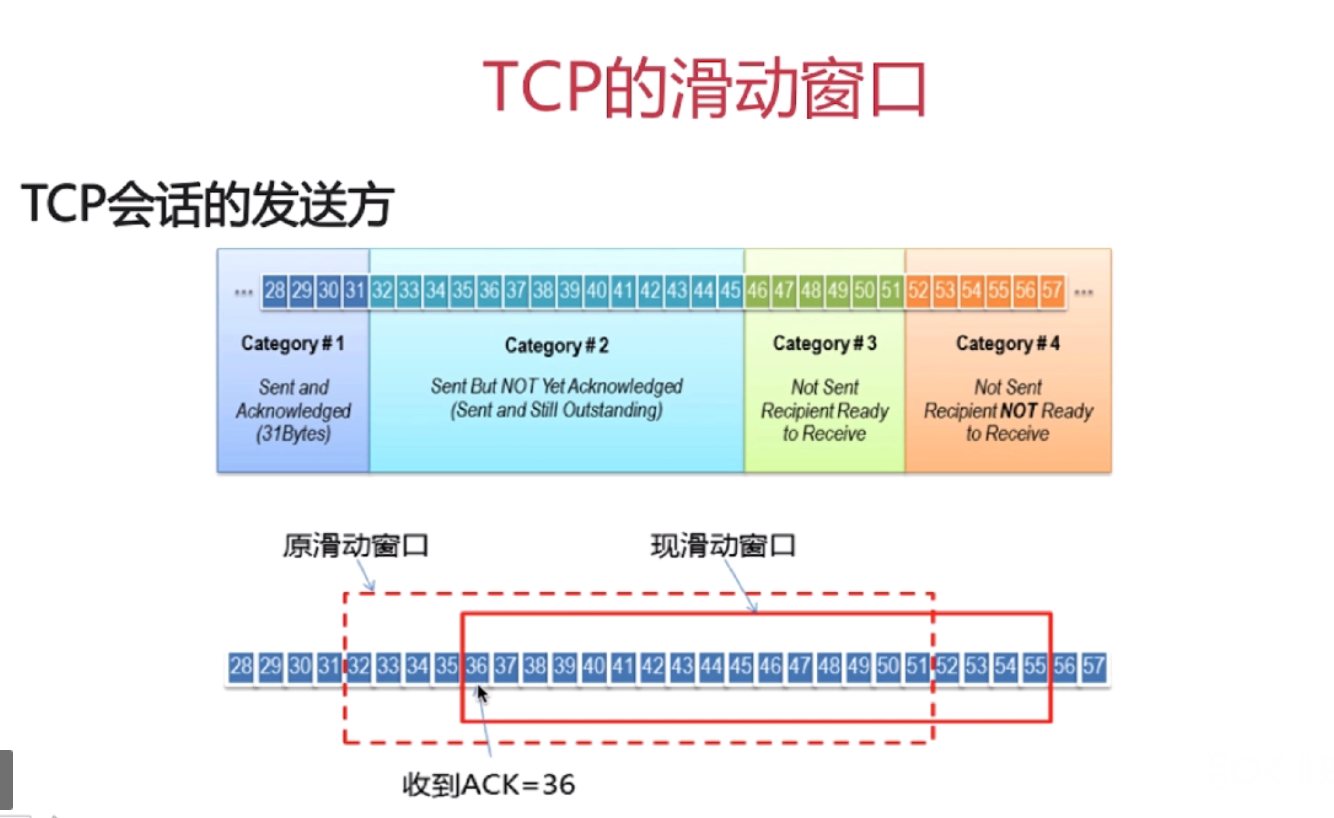 TCP的滑动窗口
TCP会话的发送方
... 28 29 30 31 32 33 34 35 36 37 38 39 40 41 42 43 44 45 46 47 48 49 50 51 52 53 54 55 56 57 ...
Category # 1
Sent and
Acknowledged
(31Bytes)
Category # 2
Sent But NOT Yet Acknowledged
(Sent and Still Outstanding)
Category # 3
Not Sent
Recipient Ready
to Receive
Category # 4
Not Sent
Recipient NOT Ready
to Receive
原滑动窗口
现滑动窗口
28 29 30 31 32 33 34 35 36 37 38 39 40 41 42 43 44 45 46 47 48 49 50 51 52 53 54 55 56 57
收到ACK=36